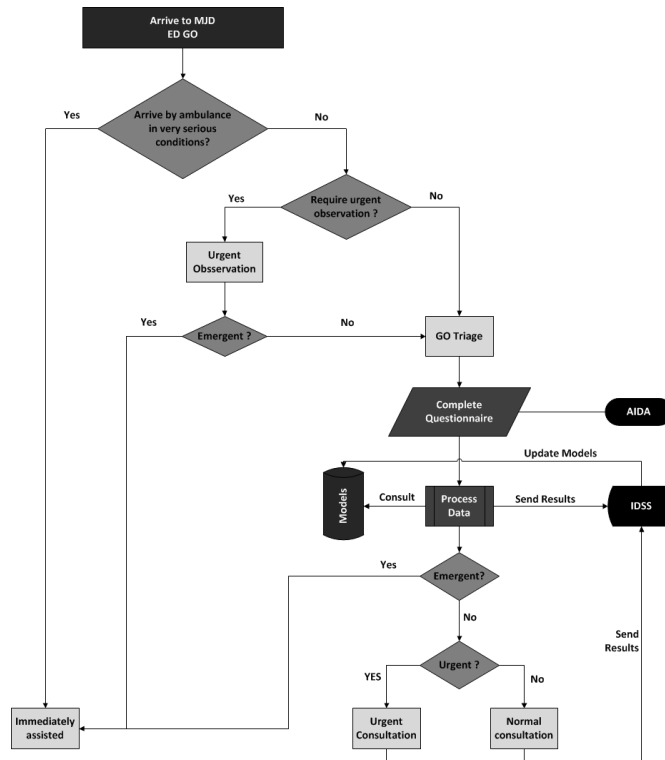 Arrive to MJD
ED GO
Yes
Arrive by ambulance
in very serious
conditions?
No
Yes
Require urgent
observation ?
No
Urgent
Obsservation
Yes
Emergent ?
No
GO Triage
Complete
Questionnaire
AIDA
Update Models
Models
Consult
Process
Data
Send Results
IDSS
Yes
Emergent?
No
Send
Results
YES
Urgent ?
No
Immediately
assisted
Urgent
Consultation
Normal
consultation